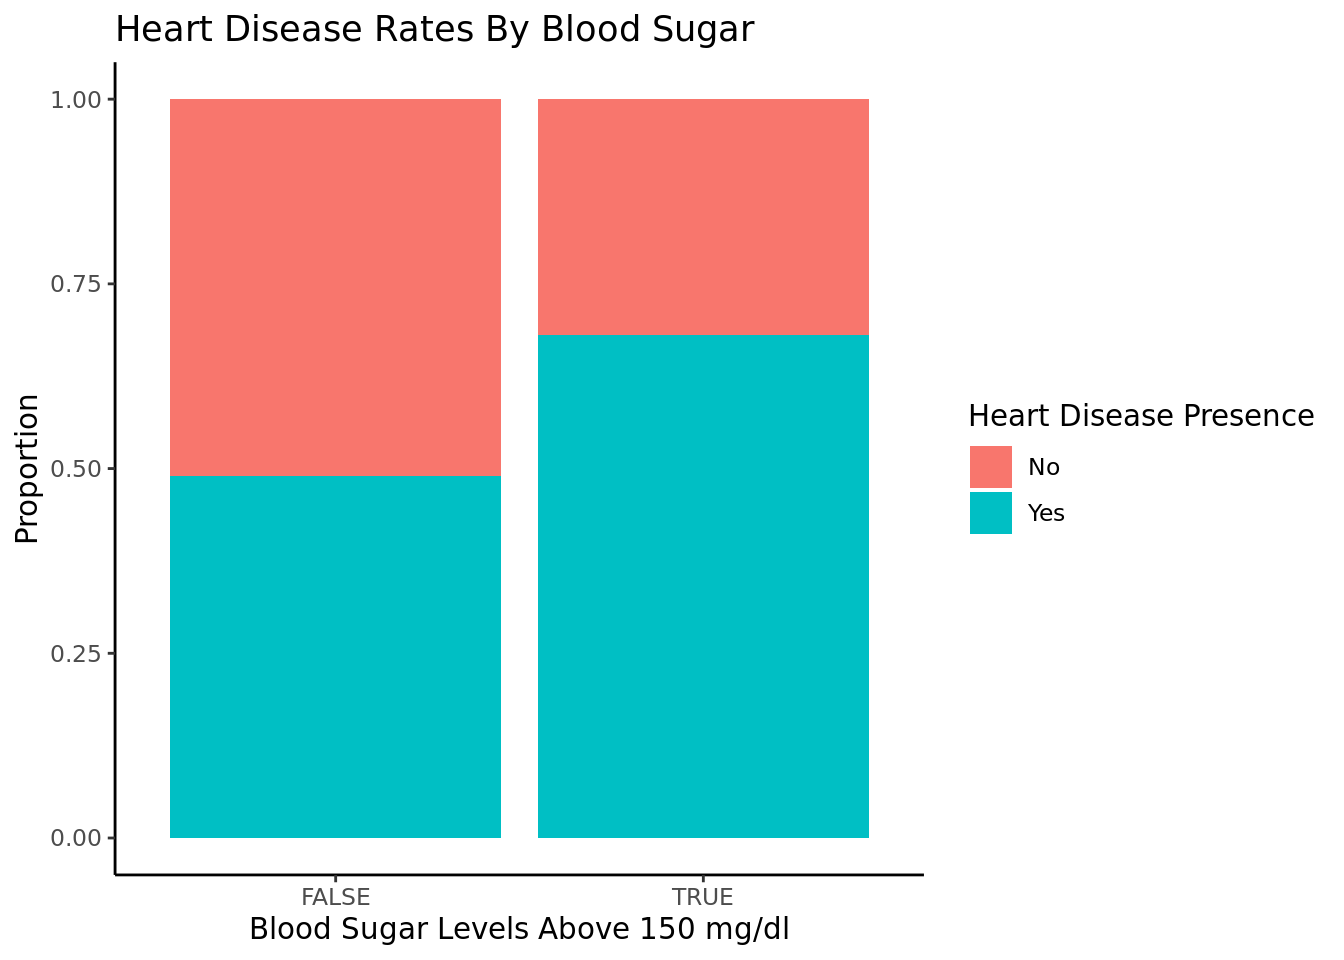 Heart Disease Rates By Blood Sugar
Proportion
1.00
0.75
0.50
0.25
0.00
FALSE TRUE
Blood Sugar Levels Above 150 mg/dl
Heart Disease Presence
No
Yes